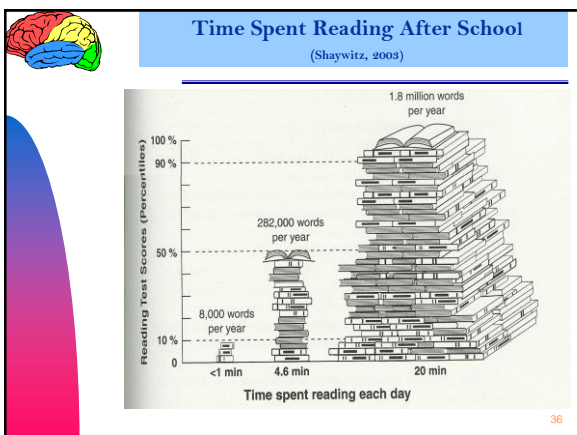 Time Spent Reading After School
(Shaywitz, 2003)
1.8 million words
per year
100 %
90 %
282,000 words
per year
50 %
8,000 words
per year
10 %
0
Reading Test Scores (Percentiles)
<1 min
4.6 min
20 min
Time spent reading each day
36